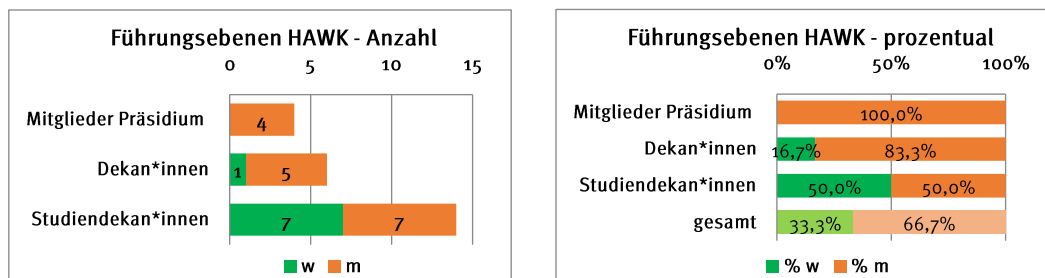 Führungsebenen HAWK - Anzahl
0 5 10 15
Mitglieder Präsidium 4
Dekan*innen 1 5
Studiendekan*innen 7 7
w m
Führungsebenen HAWK - prozentual
0% 50% 100%
Mitglieder Präsidium 100,0%
Dekan*innen 16,7% 83,3%
Studiendekan*innen 50,0% 50,0%
gesamt 33,3% 66,7%
% w % m